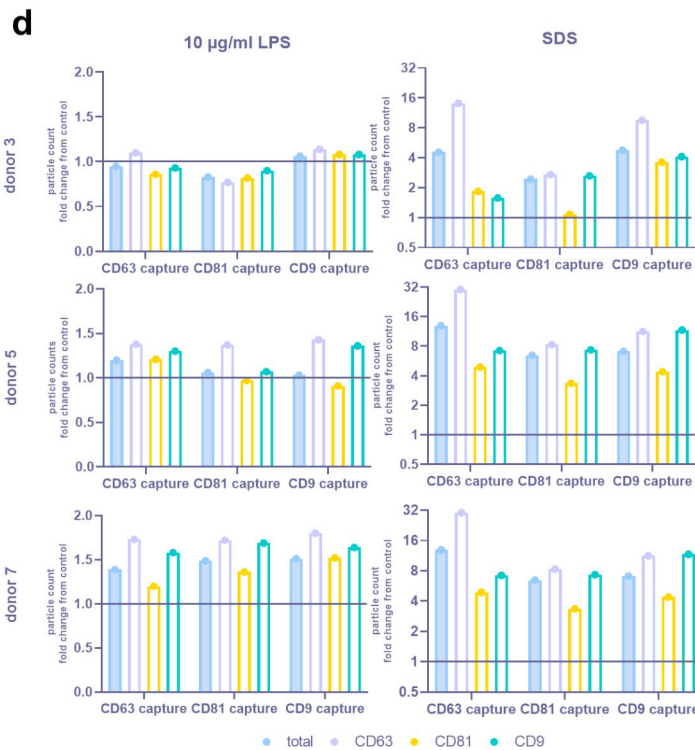 d
10 µg/ml LPS
SDS
donor 3
particle count
fold change from control
2.0
1.5
1.0
0.5
0.0
CD63 capture CD81 capture CD9 capture
particle count
fold change from control
32
16
8
4
2
1
0.5
CD63 capture CD81 capture CD9 capture
donor 5
particle counts
fold change from control
2.0
1.5
1.0
0.5
0.0
CD63 capture CD81 capture CD9 capture
particle count
fold change from control
32
16
8
4
2
1
0.5
CD63 capture CD81 capture CD9 capture
donor 7
particle count
fold change from control
2.0
1.5
1.0
0.5
0.0
CD63 capture CD81 capture CD9 capture
particle count
fold change from control
32
16
8
4
2
1
0.5
CD63 capture CD81 capture CD9 capture
total CD63 CD81 CD9